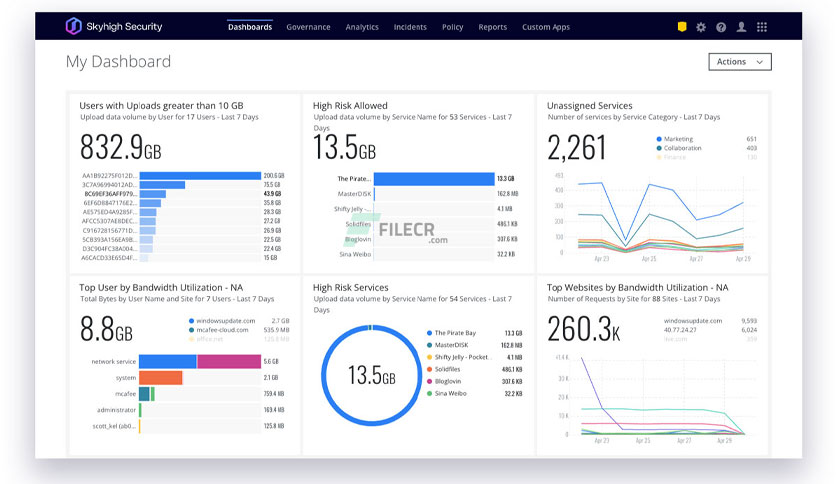 Skyhigh Security
Dashboards Governance Analytics Incidents Policy Reports Custom Apps
My Dashboard
Actions
Users with Uploads greater than 10 GB
Upload data volume by User for 17 Users - Last 7 Days
832.9GB
AA1B92275F012D... 200.6 GB
3C7A96994012AD... 75.5 GB
8C69EF36AFF979... 43.9 GB
6EF6D8847176E2... 35.8 GB
AE575ED4A9285F... 28.3 GB
AFCC5307AE8DEC... 27.2 GB
C916728156771D... 26.9 GB
5CB393A156EA9B... 22.5 GB
D3C904FC38AD04... 22.4 GB
A6CACD33E65D4F... 15 GB
High Risk Allowed
Upload data volume by Service Name for 53 Services - Last 7
Days
13.5GB
The Pirate... 13.3 GB
MasterDISK 162.8 MB
Shifty Jelly -... 4.1 MB
Solidfiles 486.1 KB
Bloglovin 307.6 KB
Sina Weibo 32.2 KB
FILECR
.com
Unassigned Services
Number of services by Service Category - Last 7 Days
2,261
Marketing 651
Collaboration 403
Finance 130
Apr 23 Apr 25 Apr 27 Apr 29
Top User by Bandwidth Utilization - NA
Total Bytes by User Name and Site for 7 Users - Last 7 Days
8.8GB
windowsupdate.com 2.7 GB
mcafee-cloud.com 535.9 MB
office.net 125.8 MB
network service 5.6 GB
system 2.1 GB
mcafee 759.4 MB
administrator 169.4 MB
scott_kel (ab0... 125.8 MB
High Risk Services
Upload data volume by Service Name for 54 Services - Last 7
Days
13.5GB
The Pirate Bay 13.3 GB
MasterDISK 162.8 MB
Shifty Jelly - Pocket... 4.1 MB
Solidfiles 486.1 KB
Bloglovin 307.6 KB
Sina Weibo 32.2 KB
Top Websites by Bandwidth Utilization - NA
Number of Requests by Site for 88 Sites - Last 7 Days
260.3K
windowsupdate.com 9,593
40.77.24.27 6,024
live.com
30 K
20 K
10 K
0
Apr 23 Apr 25 Apr 27 Apr 29